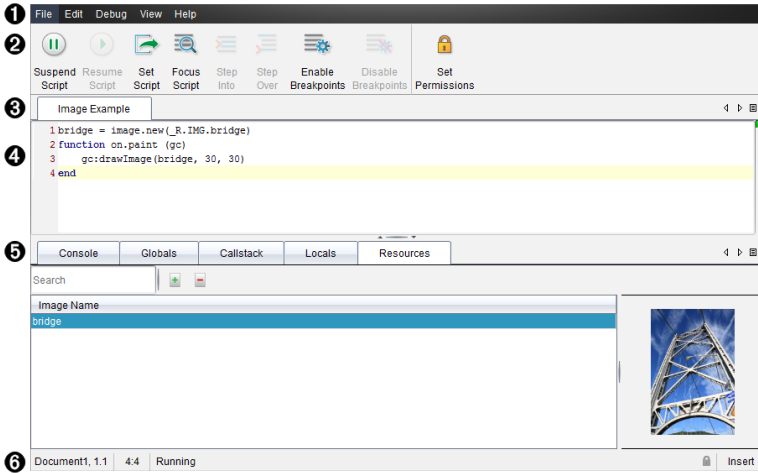 1 File Edit Debug View Help
2
Suspend Script Resume Script Set Script Focus Script Step Into Step Over Enable Breakpoints Disable Breakpoints Set Permissions
3 Image Example
1 bridge = image.new(_R.IMG.bridge)
4 2 function on.paint (gc)
3 gc:drawImage(bridge, 30, 30)
4 end
5 Console Globals Callstack Locals Resources
Search
Image Name
bridge
6 Document1, 1.1 4:4 Running Insert